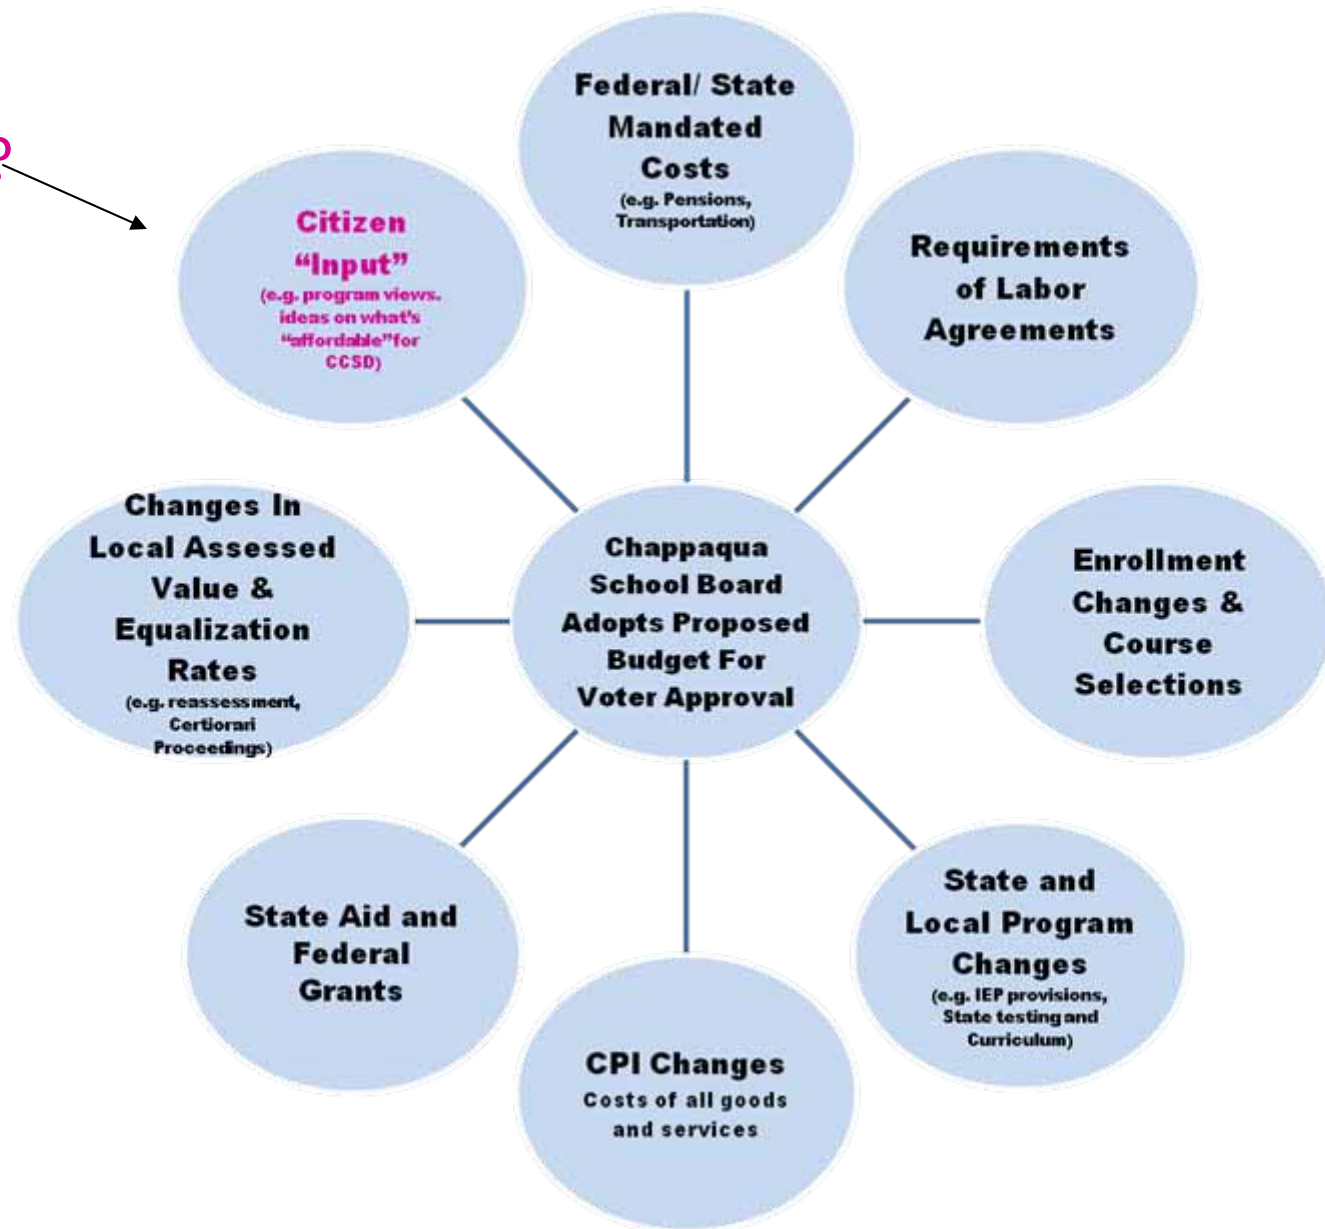 Federal/ State
Mandated
Costs
(e.g. Pensions,
Transportation)
Citizen
“Input”
(e.g. program views.
ideas on what's
“affordable”for
CCSD)
Requirements
of Labor
Agreements
Changes In
Local Assessed
Value &
Equalization
Rates
(e.g. reassessment,
Certiorari
Proceedings)
Chappaqua
School Board
Adopts Proposed
Budget For
Voter Approval
Enrollment
Changes &
Course
Selections
State Aid and
Federal
Grants
State and
Local Program
Changes
(e.g. IEP provisions,
State testing and
Curriculum)
CPI Changes
Costs of all goods
and services